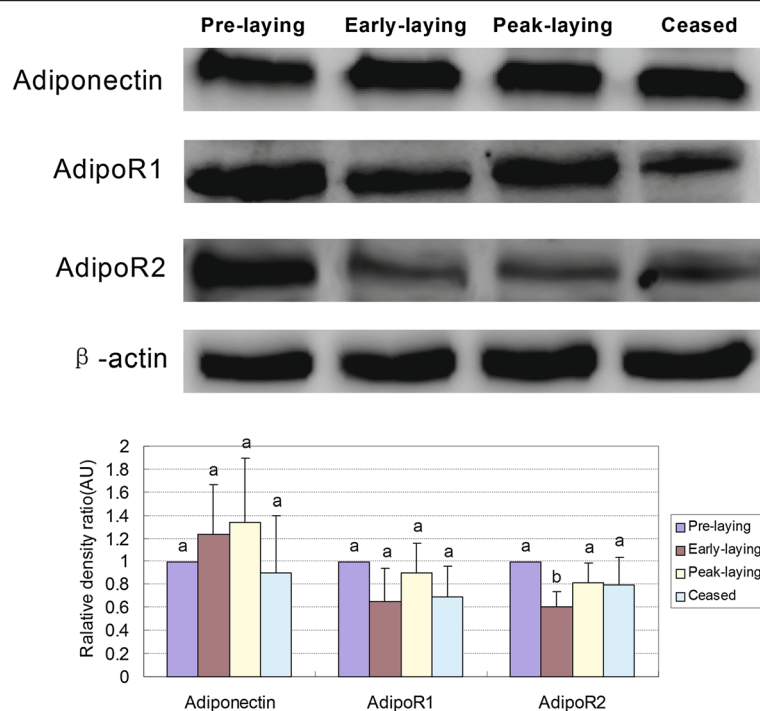 Pre-laying Early-laying Peak-laying Ceased
Adiponectin
AdipoR1
AdipoR2
β-actin
Ralative density ratio(AU)
2
1.8
1.6
1.4
1.2
1
0.8
0.6
0.4
0.2
0
a a a a
a a a a
a b a a
Adiponectin AdipoR1 AdipoR2
Pre-laying
Early-laying
Peak-laying
Ceased